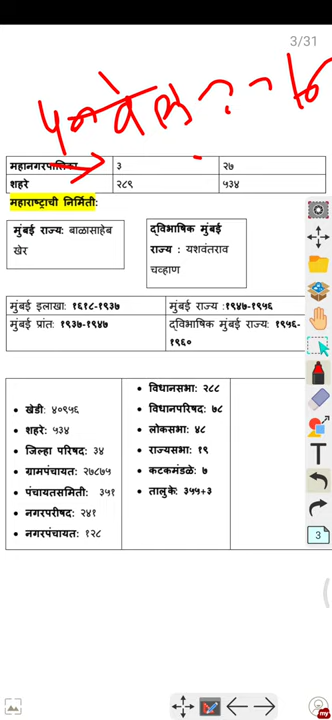 3/31
पनवेल ? -
महानगरपालिका ३ २७
शहरे २८९ ५३४
महाराष्ट्राची निर्मिती:
मुंबई राज्य: बाळासाहेब खेर
द्विभाषिक मुंबई राज्य : यशवंतराव चव्हाण
मुंबई इलाखा: १६१८-१९३७ मुंबई राज्य :१९४७-१९५६
मुंबई प्रांत: १९३७-१९४७ द्विभाषिक मुंबई राज्य: १९५६-१९६०
• खेडी: ४०९५६
• शहरे: ५३४
• जिल्हा परिषद: ३४
• ग्रामपंचायत: २७८७५
• पंचायतसमिती: ३५१
• नगरपरीषद: २४१
• नगरपंचायत: १२८
• विधानसभा: २८८
• विधानपरिषद: ७८
• लोकसभा: ४८
• राज्यसभा: १९
• कटकमंडळे: ७
• तालुके: ३५५+३
T
3
my